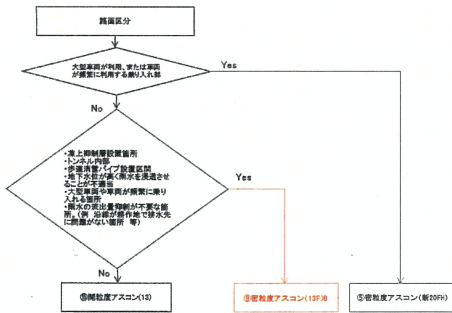 路面区分
大型車両が利用、または車両
が頻繁に利用する乗り入れ部
Yes
No
・凍上抑制層設置箇所
・トンネル内部
・歩道消雪パイプ設置区間
・地下水位が高く雨水を浸透させ
ることが不適当
・大型車両や車両が頻繁に乗り
入れる箇所
・雨水の流出量抑制が不要な箇
所。(例 沿線が耕作地で排水先
に問題がない箇所 等)
Yes
No
開粒度アスコン(13)
⑨密粒度アスコン(13F)B
⑤密粒度アスコン(新20FH)